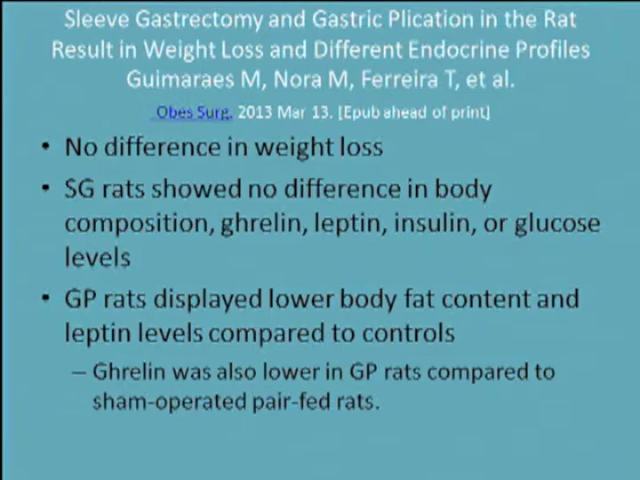 Sleeve Gastrectomy and Gastric Plication in the Rat
Result in Weight Loss and Different Endocrine Profiles
Guimaraes M, Nora M, Ferreira T, et al.
Obes Surg. 2013 Mar 13. [Epub ahead of print]
• No difference in weight loss
• SG rats showed no difference in body
composition, ghrelin, leptin, insulin, or glucose
levels
• GP rats displayed lower body fat content and
leptin levels compared to controls
– Ghrelin was also lower in GP rats compared to
sham-operated pair-fed rats.